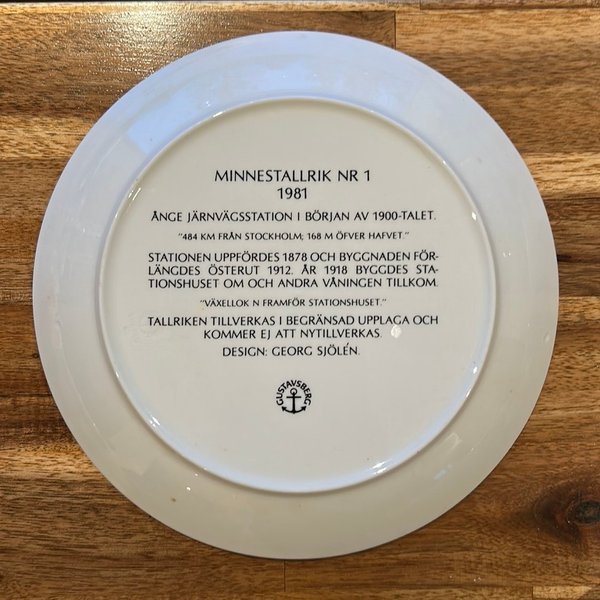 MINNESTALLRIK NR 1
1981
ÅNGE JÄRNVÄGSSTATION I BÖRJAN AV 1900-TALET.
"484 KM FRÅN STOCKHOLM; 168 M ÖFVER HAFVET."
STATIONEN UPPFÖRDES 1878 OCH BYGGNADEN FÖR-
LÄNGDES ÖSTERUT 1912. ÅR 1918 BYGGDES STA-
TIONSHUSET OM OCH ANDRA VÅNINGEN TILLKOM.
"VÄXELLOK N FRAMFÖR STATIONSHUSET."
TALLRIKEN TILLVERKAS I BEGRÄNSAD UPPLAGA OCH
KOMMER EJ ATT NYTILLVERKAS.
DESIGN: GEORG SJÖLÉN.
GUSTAVSBERG